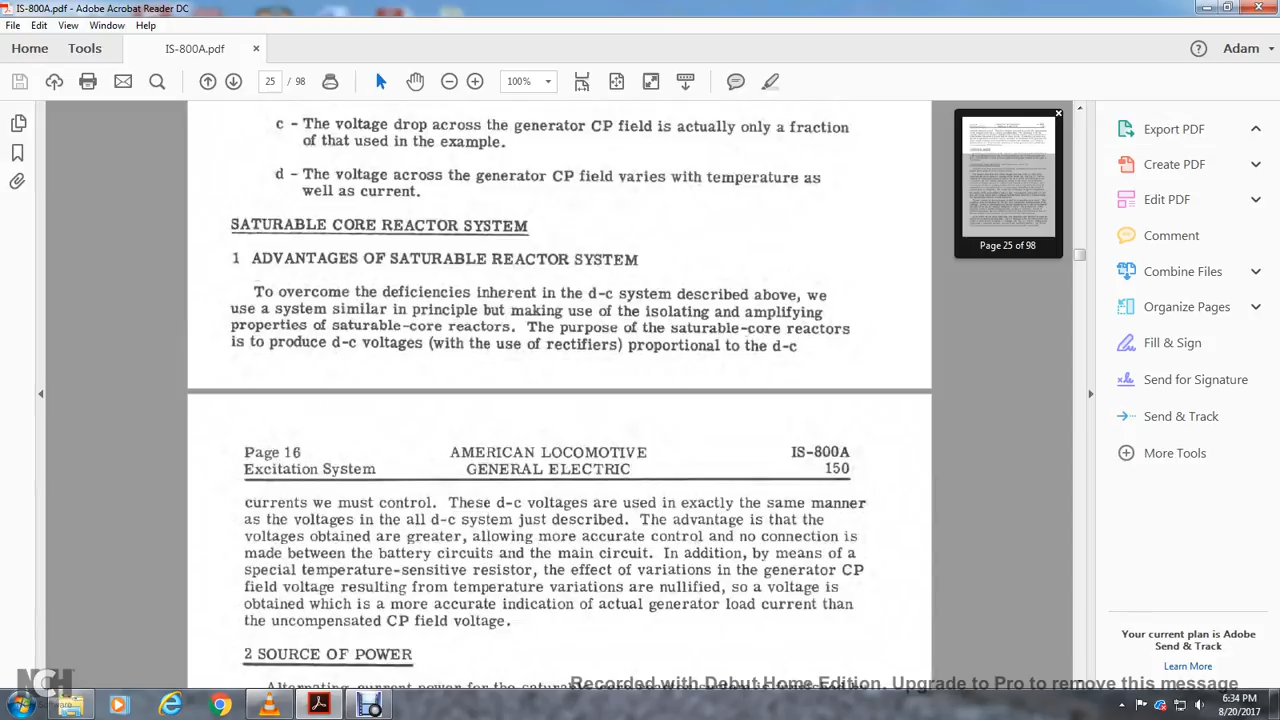 IS-800A.pdf - Adobe Acrobat Reader DC
File Edit View Window Help
Home Tools IS-800A.pdf × Adam
25 / 98 100%
c - The voltage drop across the generator CP field is actually only a fraction
of that used in the example.
d - The voltage across the generator CP field varies with temperature as
well as current.
SATURABLE CORE REACTOR SYSTEM
1 ADVANTAGES OF SATURABLE REACTOR SYSTEM
To overcome the deficiencies inherent in the d-c system described above, we
use a system similar in principle but making use of the isolating and amplifying
properties of saturable-core reactors. The purpose of the saturable-core reactors
is to produce d-c voltages (with the use of rectifiers) proportional to the d-c
Page 16 AMERICAN LOCOMOTIVE IS-800A
Excitation System GENERAL ELECTRIC 150
currents we must control. These d-c voltages are used in exactly the same manner
as the voltages in the all d-c system just described. The advantage is that the
voltages obtained are greater, allowing more accurate control and no connection is
made between the battery circuits and the main circuit. In addition, by means of a
special temperature-sensitive resistor, the effect of variations in the generator CP
field voltage resulting from temperature variations are nullified, so a voltage is
obtained which is a more accurate indication of actual generator load current than
the uncompensated CP field voltage.
2 SOURCE OF POWER
Alternating current power for the
Page 25 of 98
Export PDF
Create PDF
Edit PDF
Comment
Combine Files
Organize Pages
Fill & Sign
Send for Signature
Send & Track
More Tools
Your current plan is Adobe
Send & Track
Learn More
NCH
Recorded with Debut Home Edition. Upgrade to Pro to remove this message
6:34 PM
8/20/2017